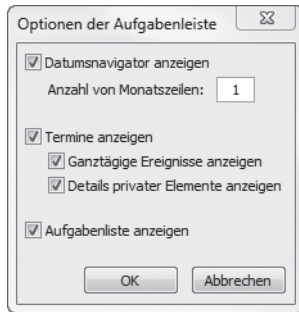 Optionen der Aufgabenleiste
Datumsnavigator anzeigen
Anzahl von Monatszeilen: 1
Termine anzeigen
Ganztägige Ereignisse anzeigen
Details privater Elemente anzeigen
Aufgabenliste anzeigen
OK Abbrechen